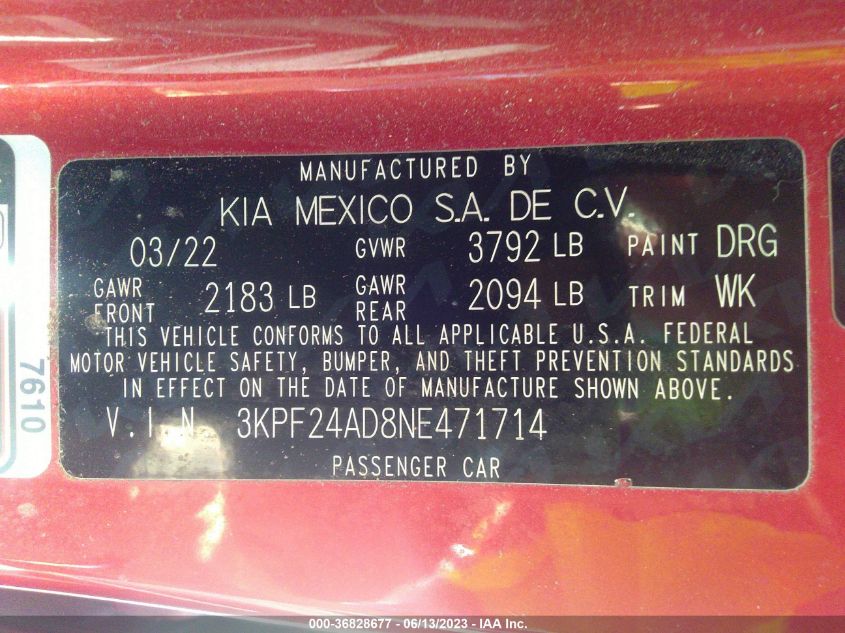 MANUFACTURED BY
KIA MEXICO S.A. DE C.V.
03/22 GVWR 3792 LB PAINT DRG
GAWR FRONT 2183 LB GAWR REAR 2094 LB TRIM WK
THIS VEHICLE CONFORMS TO ALL APPLICABLE U.S.A. FEDERAL
MOTOR VEHICLE SAFETY, BUMPER, AND THEFT PREVENTION STANDARDS
IN EFFECT ON THE DATE OF MANUFACTURE SHOWN ABOVE.
V.I.N 3KPF24AD8NE471714
PASSENGER CAR
7610
000-36828677 - 06/13/2023 - IAA Inc.